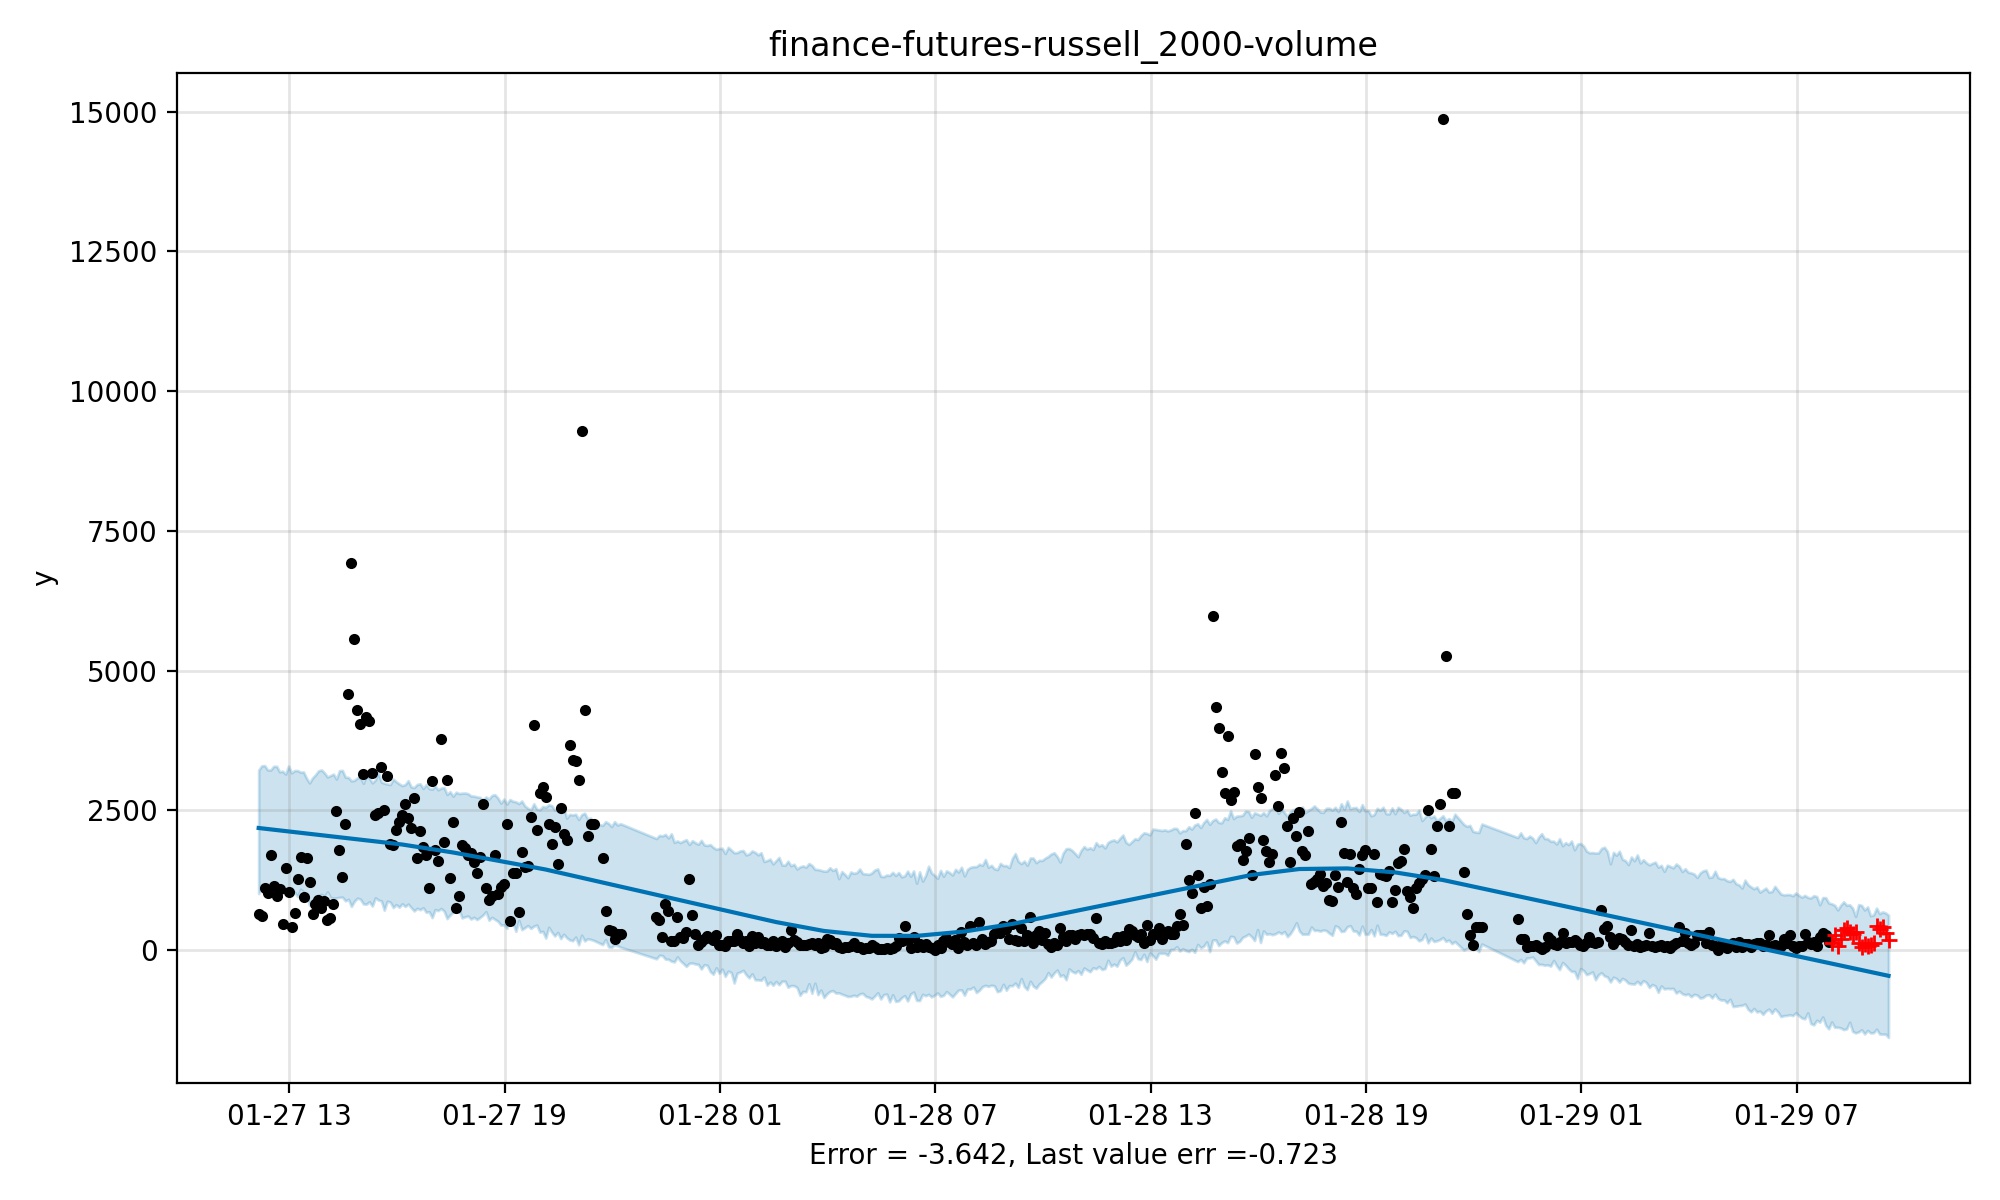 finance-futures-russell_2000-volume
15000
12500
10000
7500
5000
2500
0
y
01-27 13 01-27 19 01-28 01 01-28 07 01-28 13 01-28 19 01-29 01 01-29 07
Error = -3.642, Last value err =-0.723